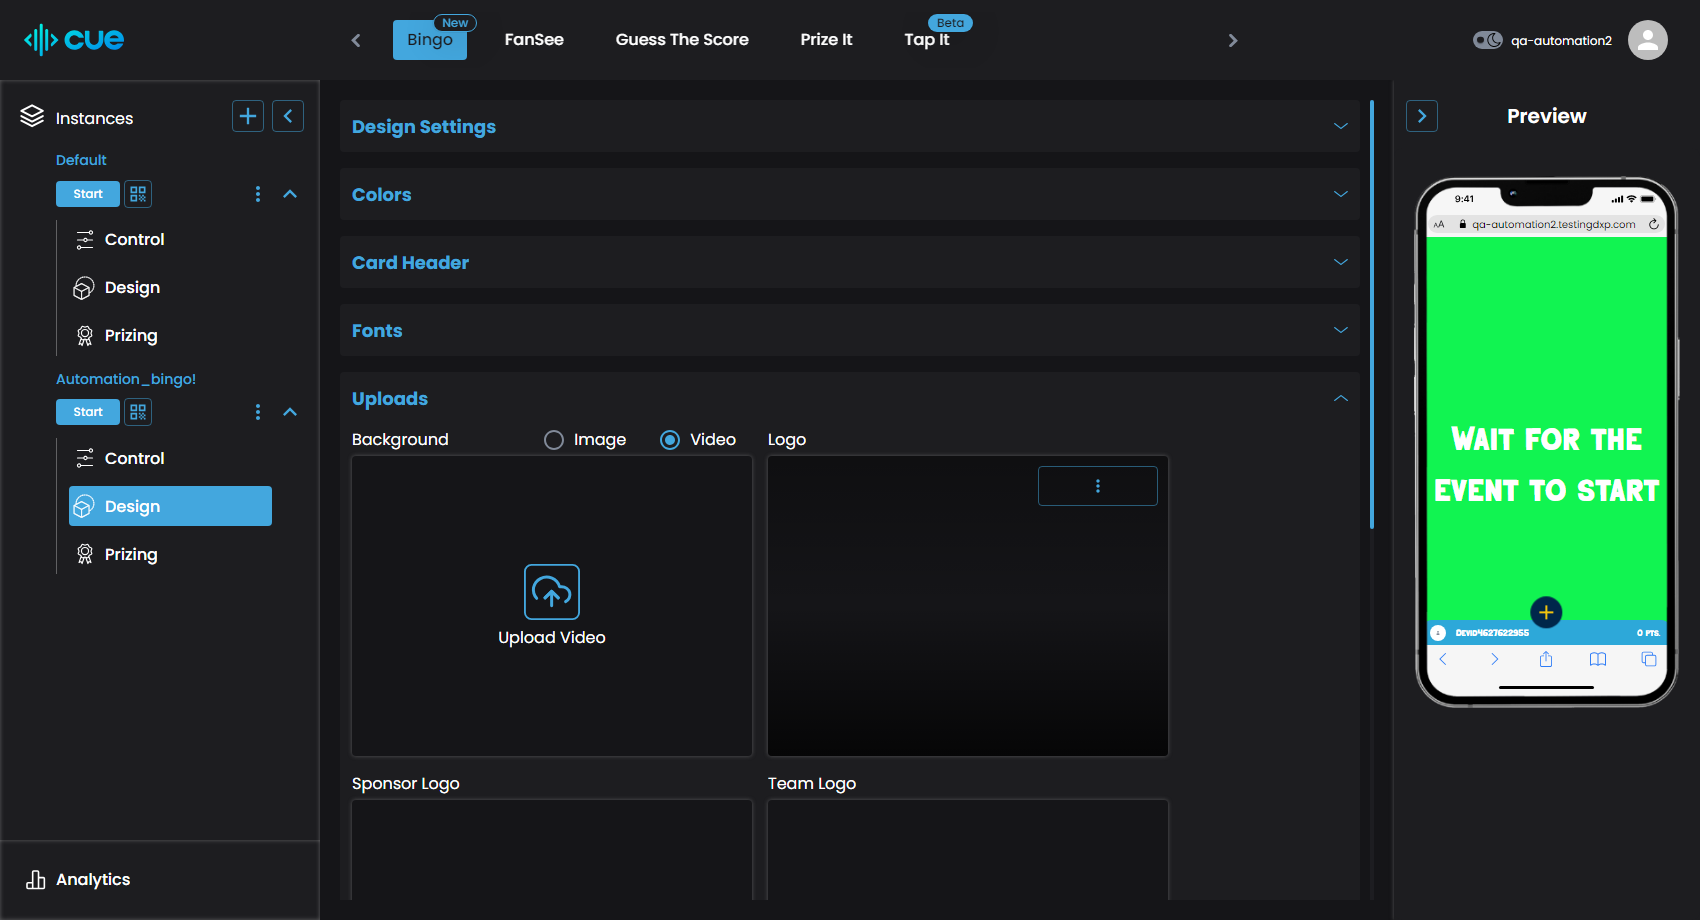 cue
Bingo
New
FanSee
Guess The Score
Prize It
Tap It
Beta
qa-automation2
Instances
Default
Start
Control
Design
Prizing
Automation_bingo!
Start
Control
Design
Prizing
Analytics
Design Settings
Colors
Card Header
Fonts
Uploads
Background
Image
Video
Logo
Upload Video
Sponsor Logo
Team Logo
Preview
9:41
AA
qa-automation2.testingdxp.com
WAIT FOR THE
EVENT TO START
DEVID4627622955
0 PTS.